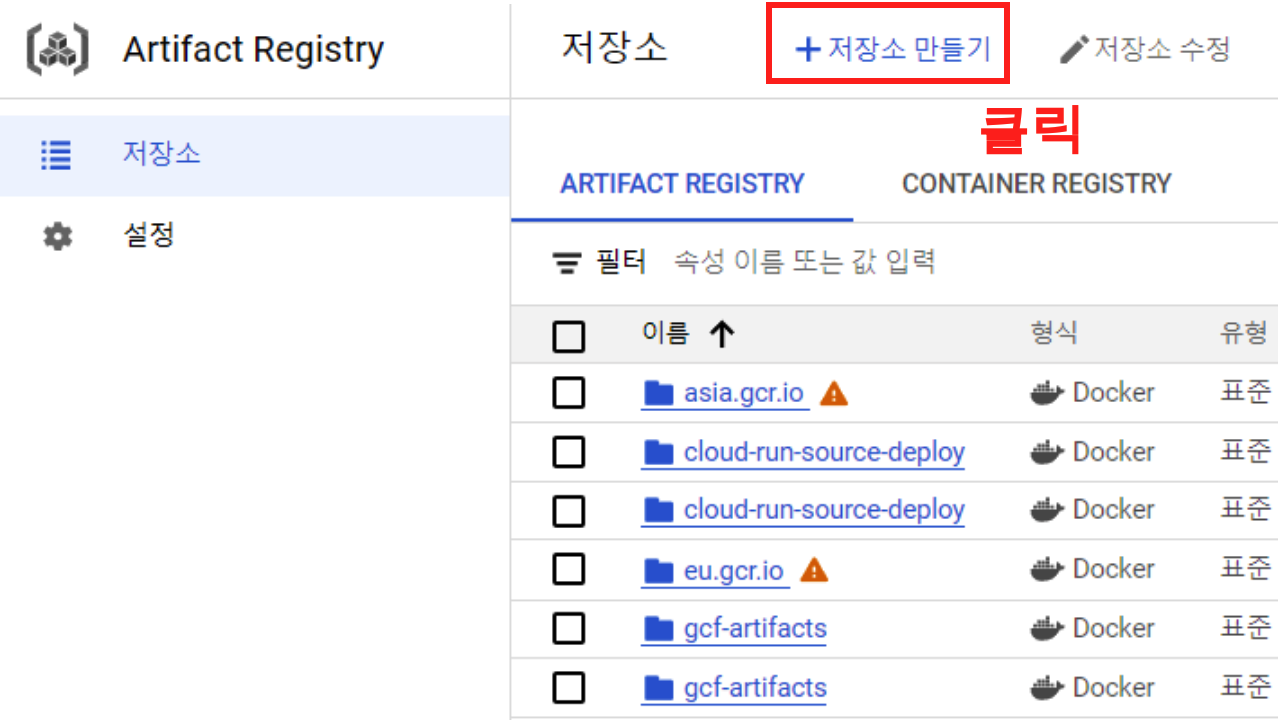 Artifact Registry
저장소
설정
저장소
저장소 만들기
저장소 수정
클릭
ARTIFACT REGISTRY
CONTAINER REGISTRY
필터 속성 이름 또는 값 입력
이름 형식 유형
asia.gcr.io Docker 표준
cloud-run-source-deploy Docker 표준
cloud-run-source-deploy Docker 표준
eu.gcr.io Docker 표준
gcf-artifacts Docker 표준
gcf-artifacts Docker 표준